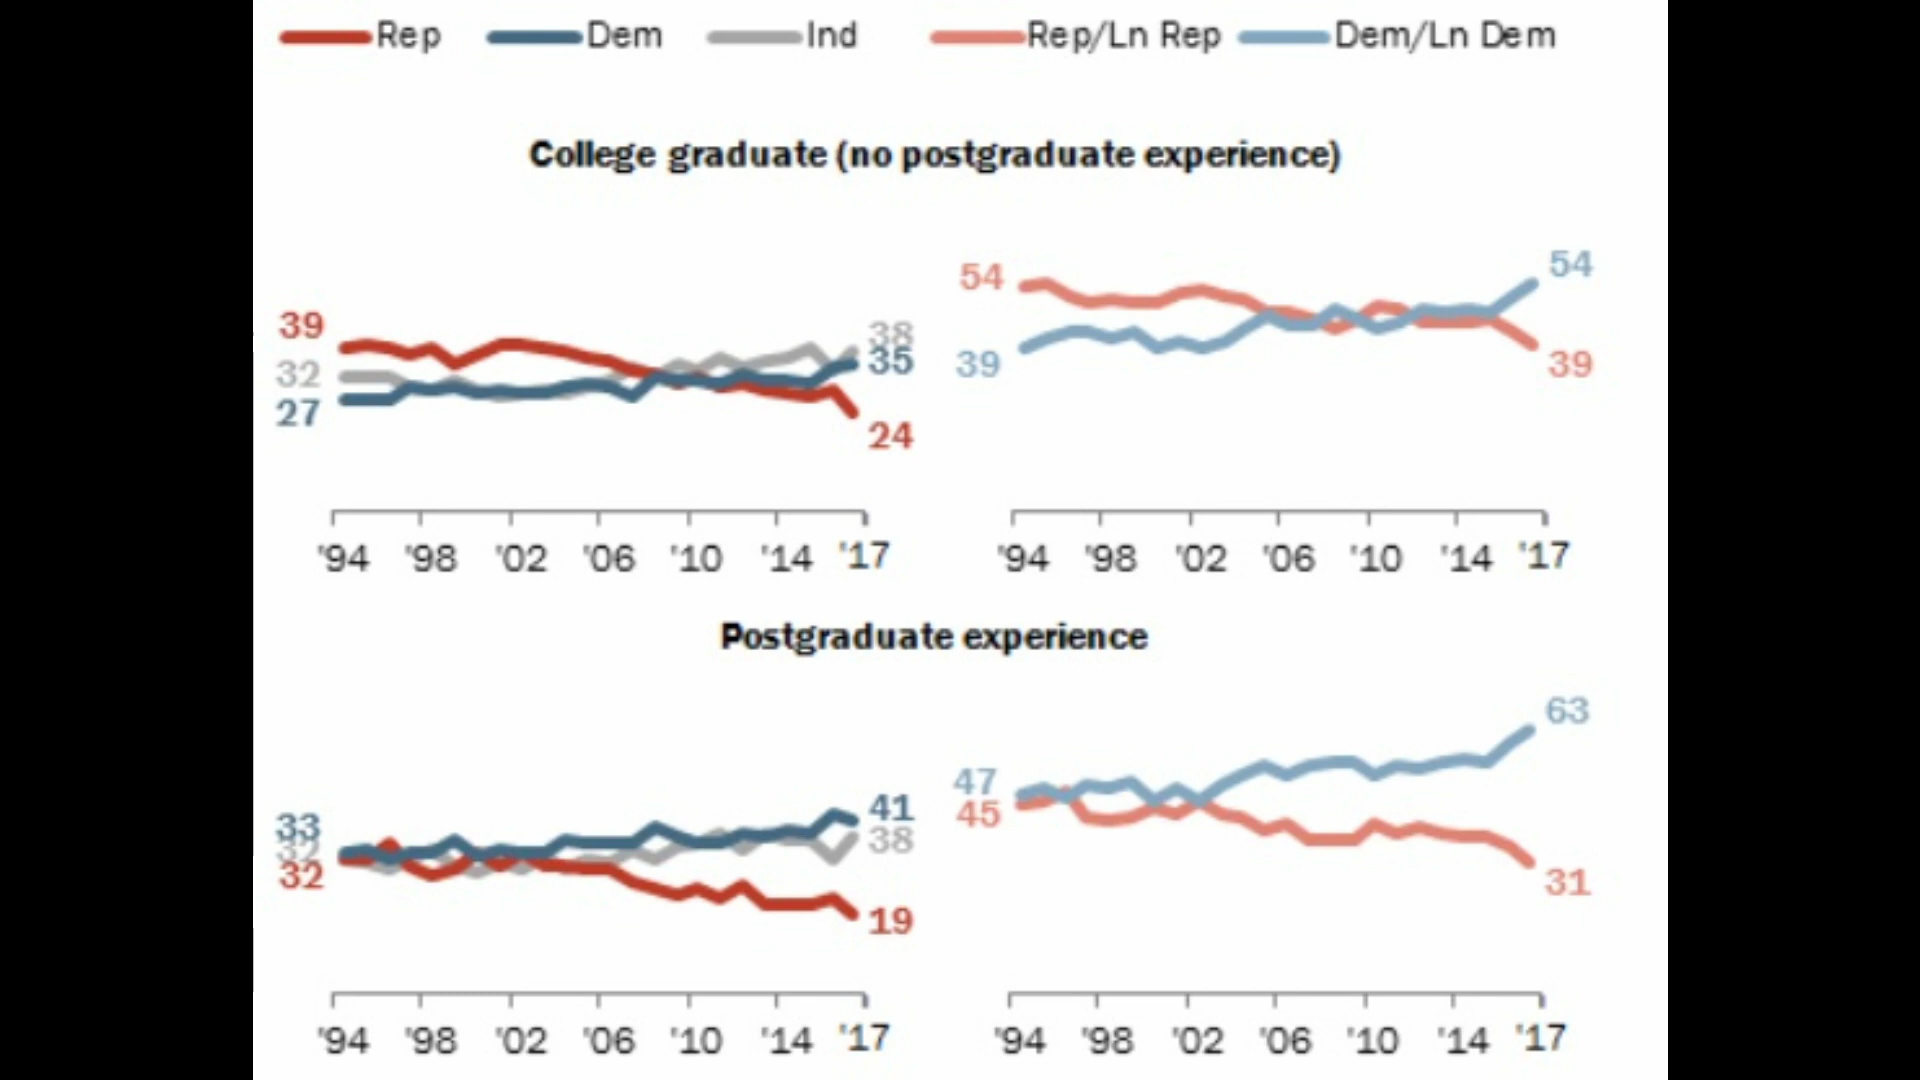 Rep Dem Ind Rep/Ln Rep Dem/Ln Dem
College graduate (no postgraduate experience)
39
32
27
38
35
24
54
39
54
39
'94 '98 '02 '06 '10 '14 '17
'94 '98 '02 '06 '10 '14 '17
Postgraduate experience
33
32
32
41
38
19
47
45
63
31
'94 '98 '02 '06 '10 '14 '17
'94 '98 '02 '06 '10 '14 '17